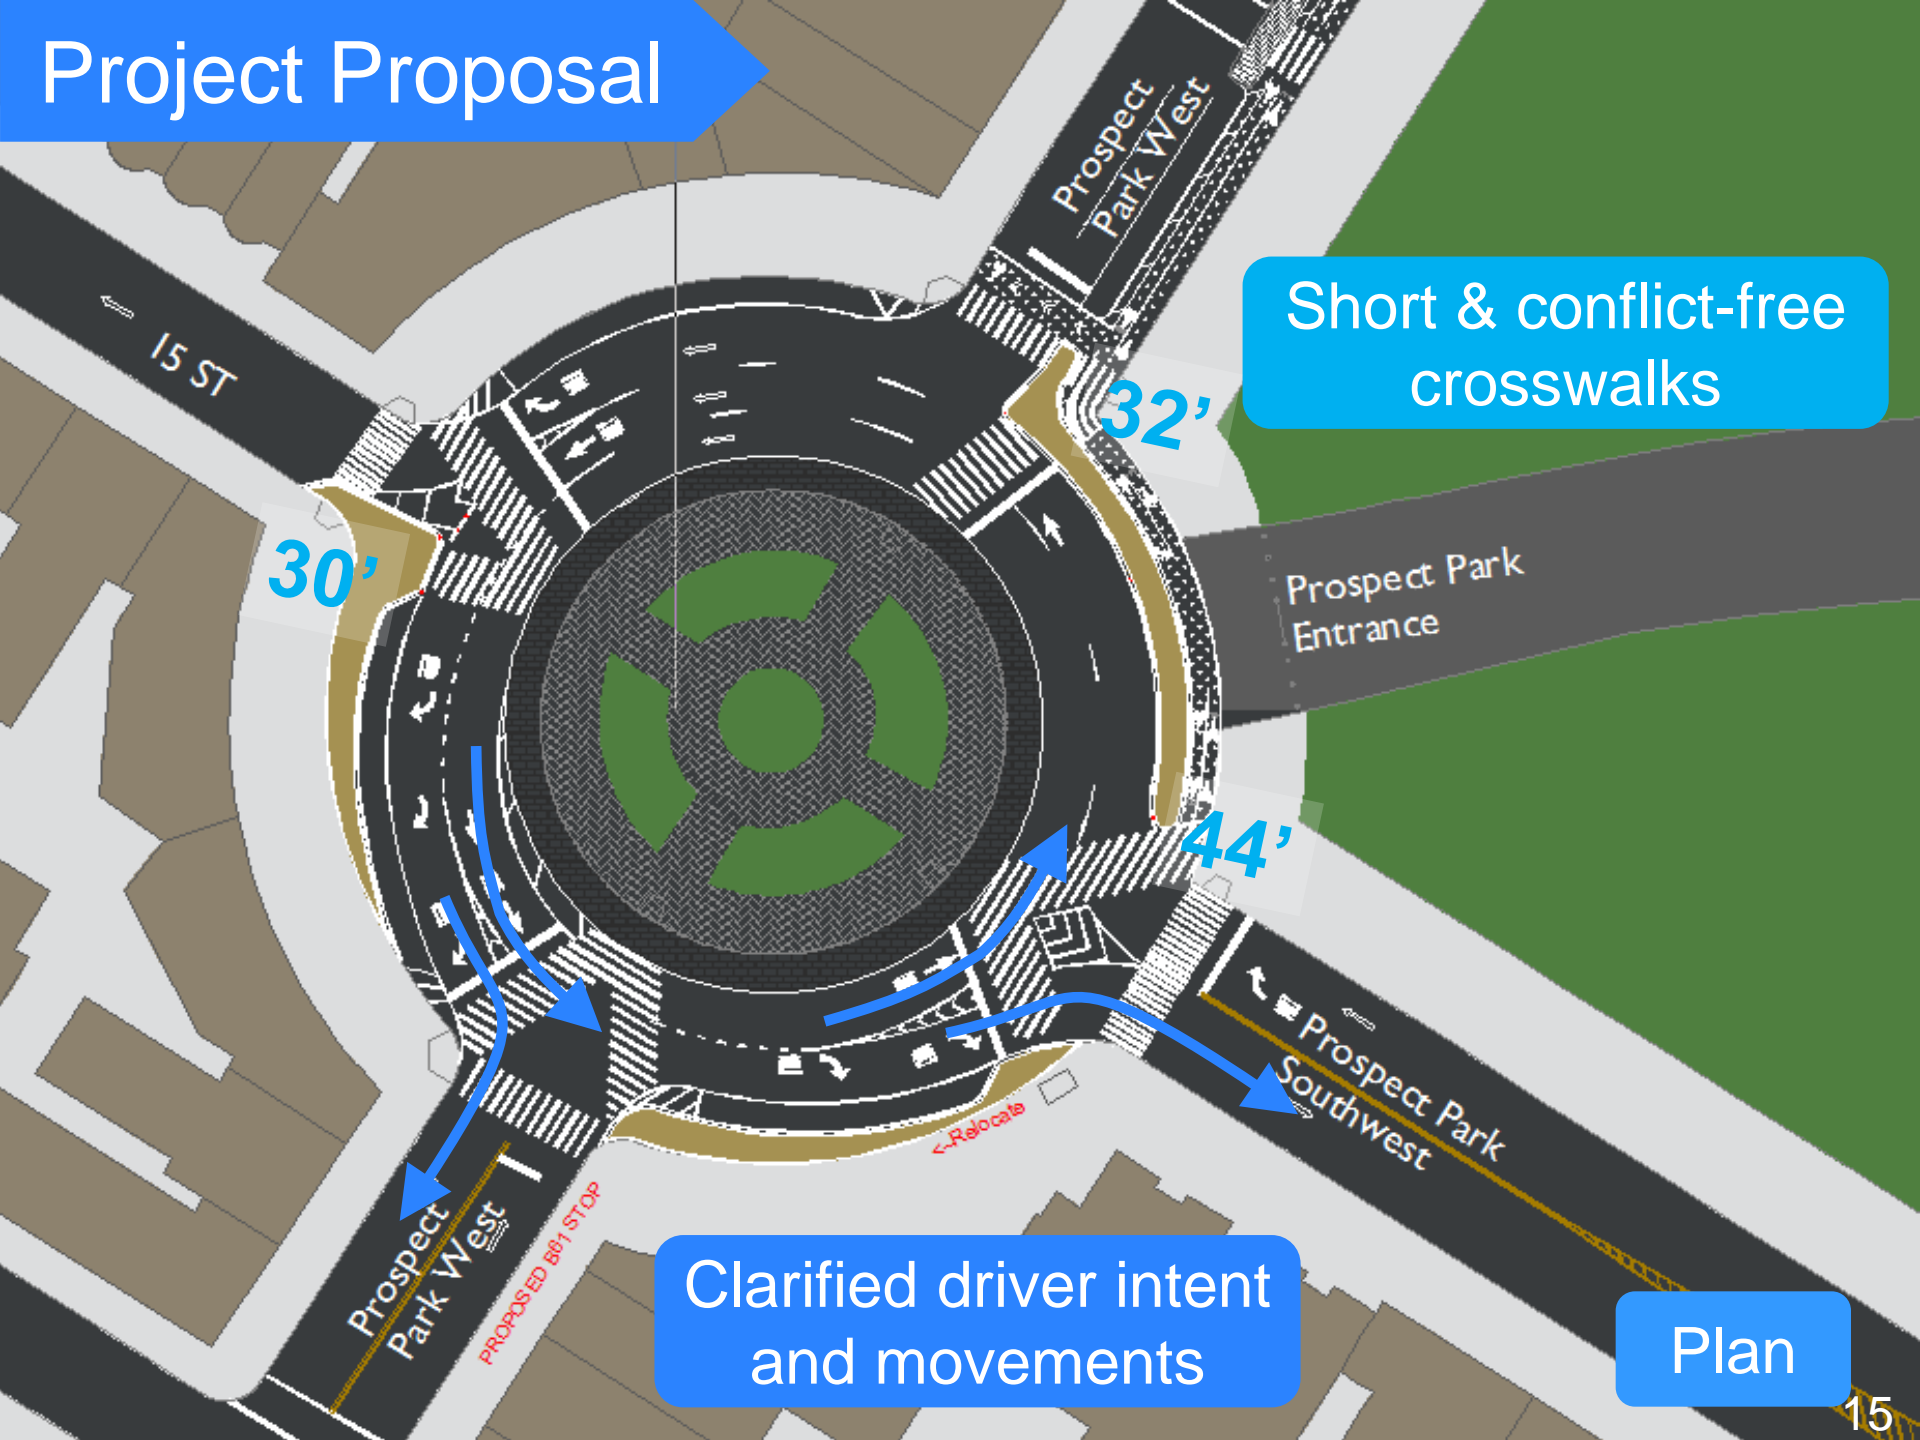 Project Proposal
Prospect
Park West
15 ST
Short & conflict-free
crosswalks
32’
30’
Prospect Park
Entrance
44’
Prospect Park
Southwest
<-Relocate
PROPOSED B61 STOP
Prospect
Park West
Clarified driver intent
and movements
Plan
15